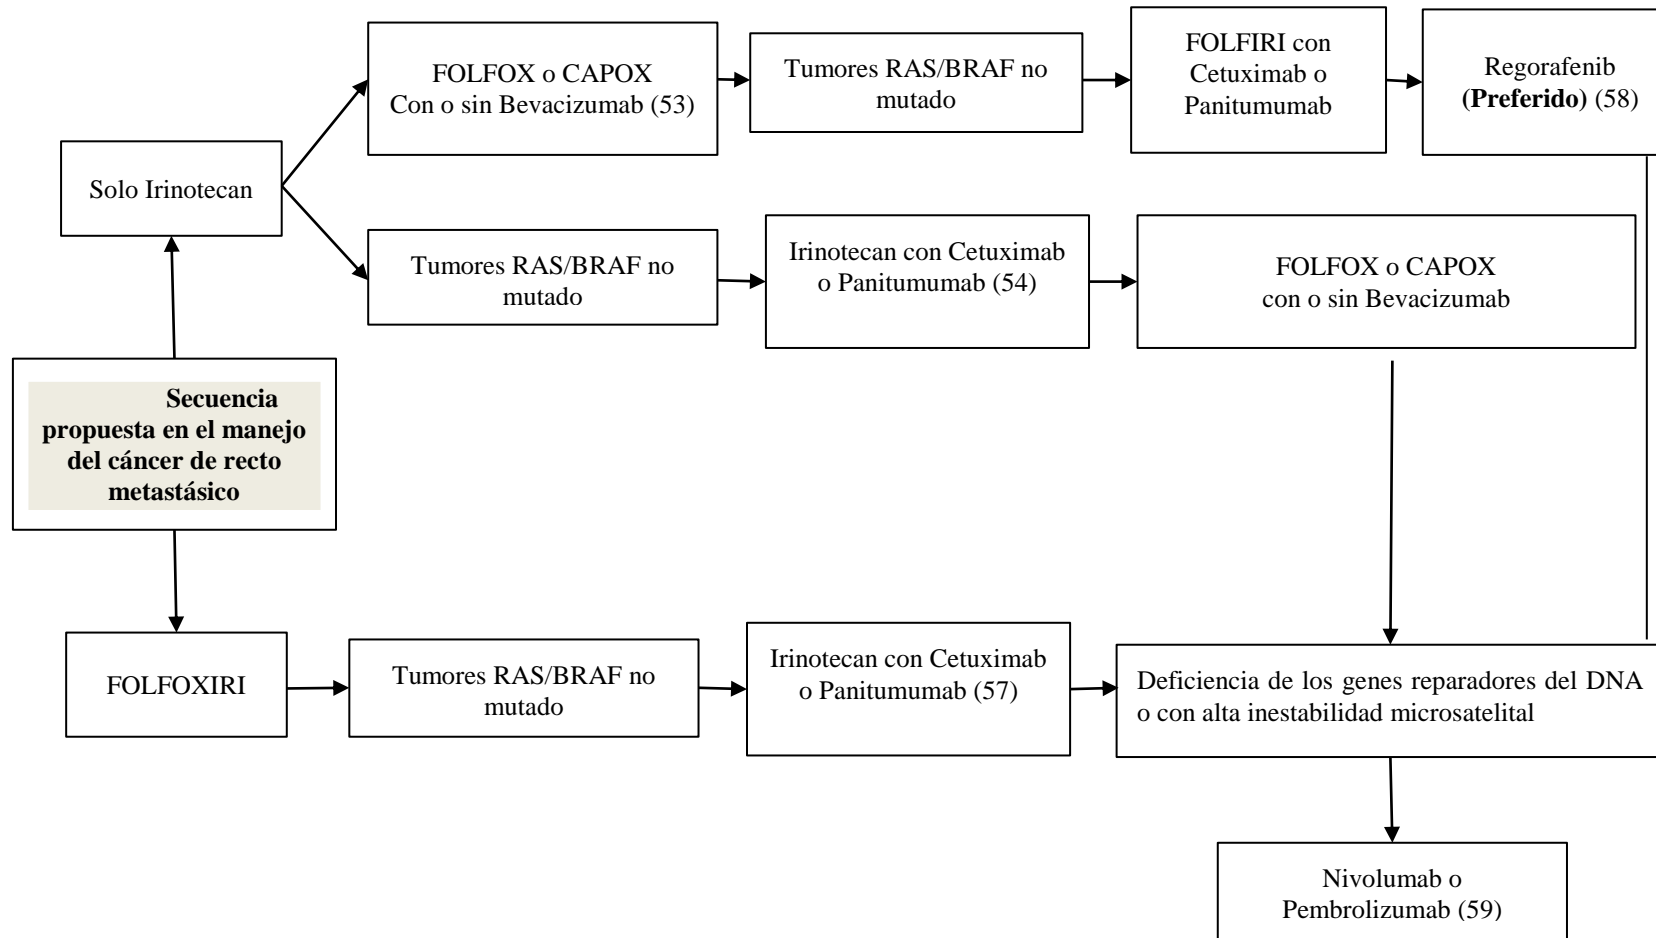 FOLFOX o CAPOX
Con o sin Bevacizumab (53)
Tumores RAS/BRAF no
mutado
FOLFIRI con
Cetuximab o
Panitumumab
Regorafenib
(Preferido) (58)
Solo Irinotecan
Tumores RAS/BRAF no
mutado
Irinotecan con Cetuximab
o Panitumumab (54)
FOLFOX o CAPOX
con o sin Bevacizumab
Secuencia
propuesta en el manejo
del cáncer de recto
metastásico
FOLFOXIRI
Tumores RAS/BRAF no
mutado
Irinotecan con Cetuximab
o Panitumumab (57)
Deficiencia de los genes reparadores del DNA
o con alta inestabilidad microsatelital
Nivolumab o
Pembrolizumab (59)